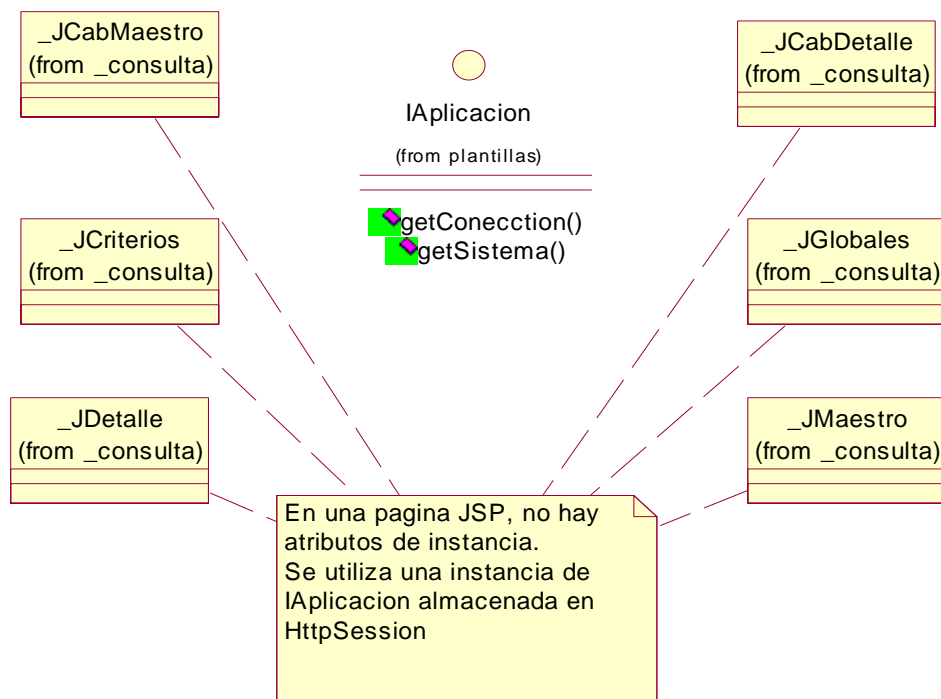 _JCabMaestro
(from _consulta)
IAplicacion
(from plantillas)
getConecction()
getSistema()
_JCabDetalle
(from _consulta)
_JCriterios
(from _consulta)
_JGlobales
(from _consulta)
_JDetalle
(from _consulta)
_JMaestro
(from _consulta)
En una pagina JSP, no hay
atributos de instancia.
Se utiliza una instancia de
IAplicacion almacenada en
HttpSession